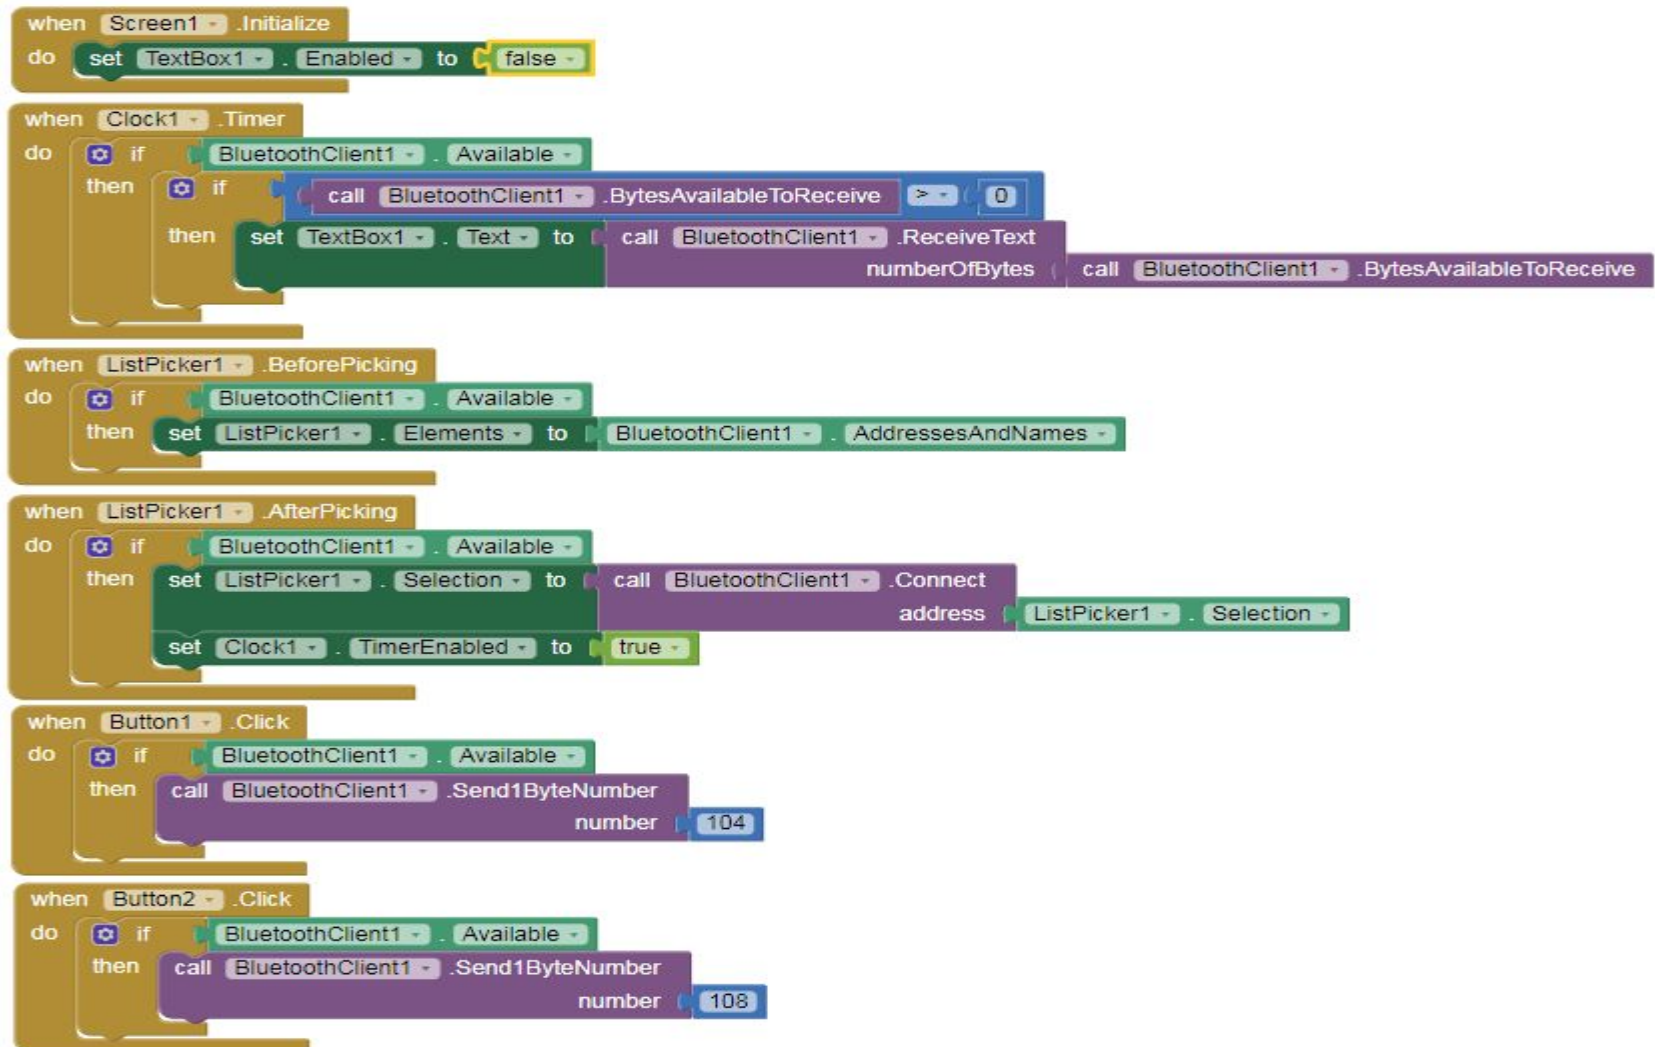 when Screen1 .Initialize
do set TextBox1 . Enabled to false
when Clock1 .Timer
do if BluetoothClient1 . Available
then if call BluetoothClient1 .BytesAvailableToReceive > 0
then set TextBox1 . Text to call BluetoothClient1 .ReceiveText
numberOfBytes call BluetoothClient1 .BytesAvailableToReceive
when ListPicker1 .BeforePicking
do if BluetoothClient1 . Available
then set ListPicker1 . Elements to BluetoothClient1 . AddressesAndNames
when ListPicker1 .AfterPicking
do if BluetoothClient1 . Available
then set ListPicker1 . Selection to call BluetoothClient1 .Connect
address ListPicker1 . Selection
set Clock1 . TimerEnabled to true
when Button1 .Click
do if BluetoothClient1 . Available
then call BluetoothClient1 .Send1ByteNumber
number 104
when Button2 .Click
do if BluetoothClient1 . Available
then call BluetoothClient1 .Send1ByteNumber
number 108